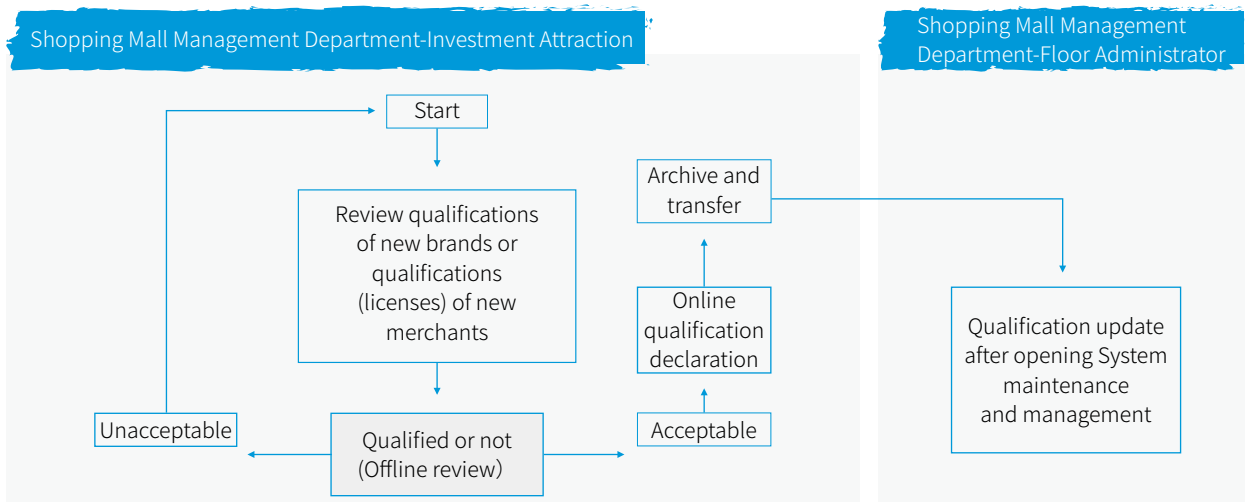 Shopping Mall Management Department-Investment Attraction
Shopping Mall Management
Department-Floor Administrator
Start
Review qualifications
of new brands or
qualifications
(licenses) of new
merchants
Qualified or not
(Offline review）
Unacceptable
Acceptable
Online
qualification
declaration
Archive and
transfer
Qualification update
after opening System
maintenance
and management